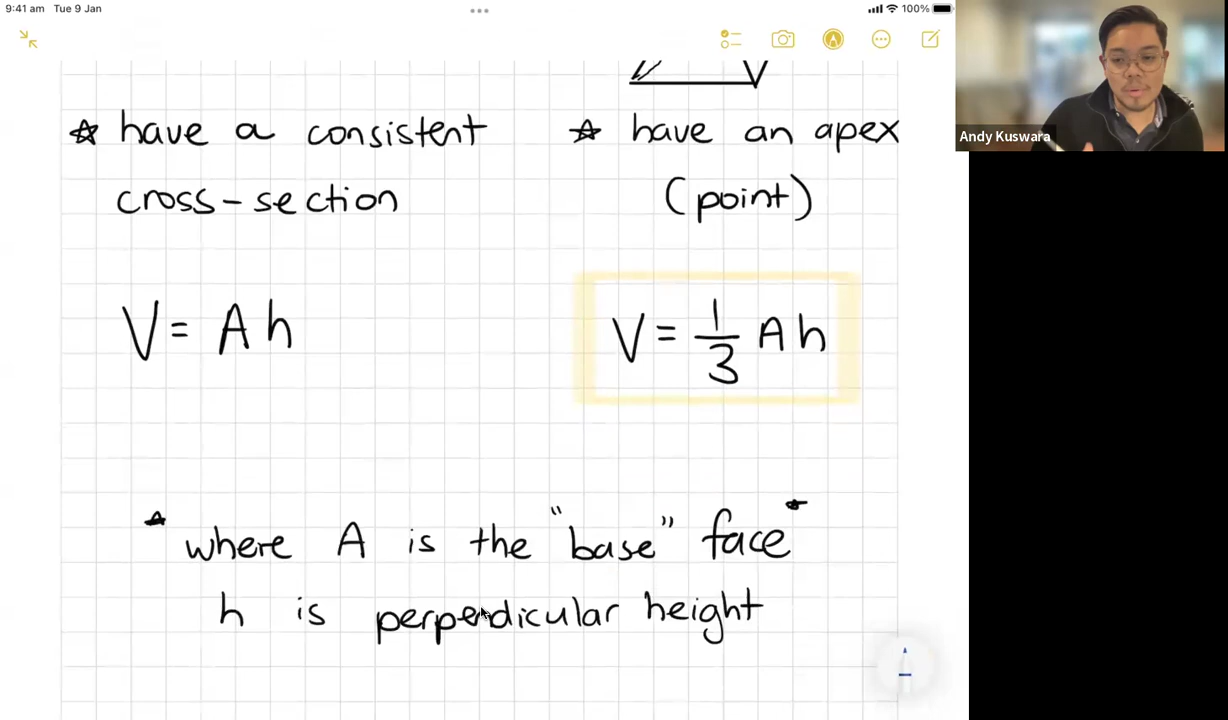 9:41 am Tue 9 Jan
100%
Andy Kuswara
have a consistent
cross-section
V = A h
have an apex
(point)
V = 1/3 A h
where A is the "base" face
h is perpendicular height